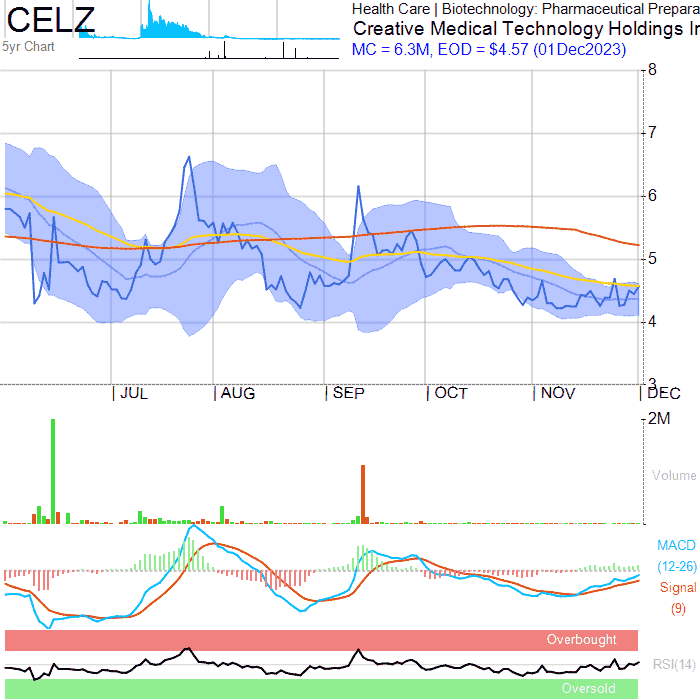 CELZ
5yr Chart
Health Care | Biotechnology: Pharmaceutical Prepara
Creative Medical Technology Holdings In
MC = 6.3M, EOD = $4.57 (01Dec2023)
8
7
6
5
4
3
JUL AUG SEP OCT NOV DEC
2M
Volume
MACD
(12-26)
Signal
(9)
Overbought
RSI(14)
Oversold